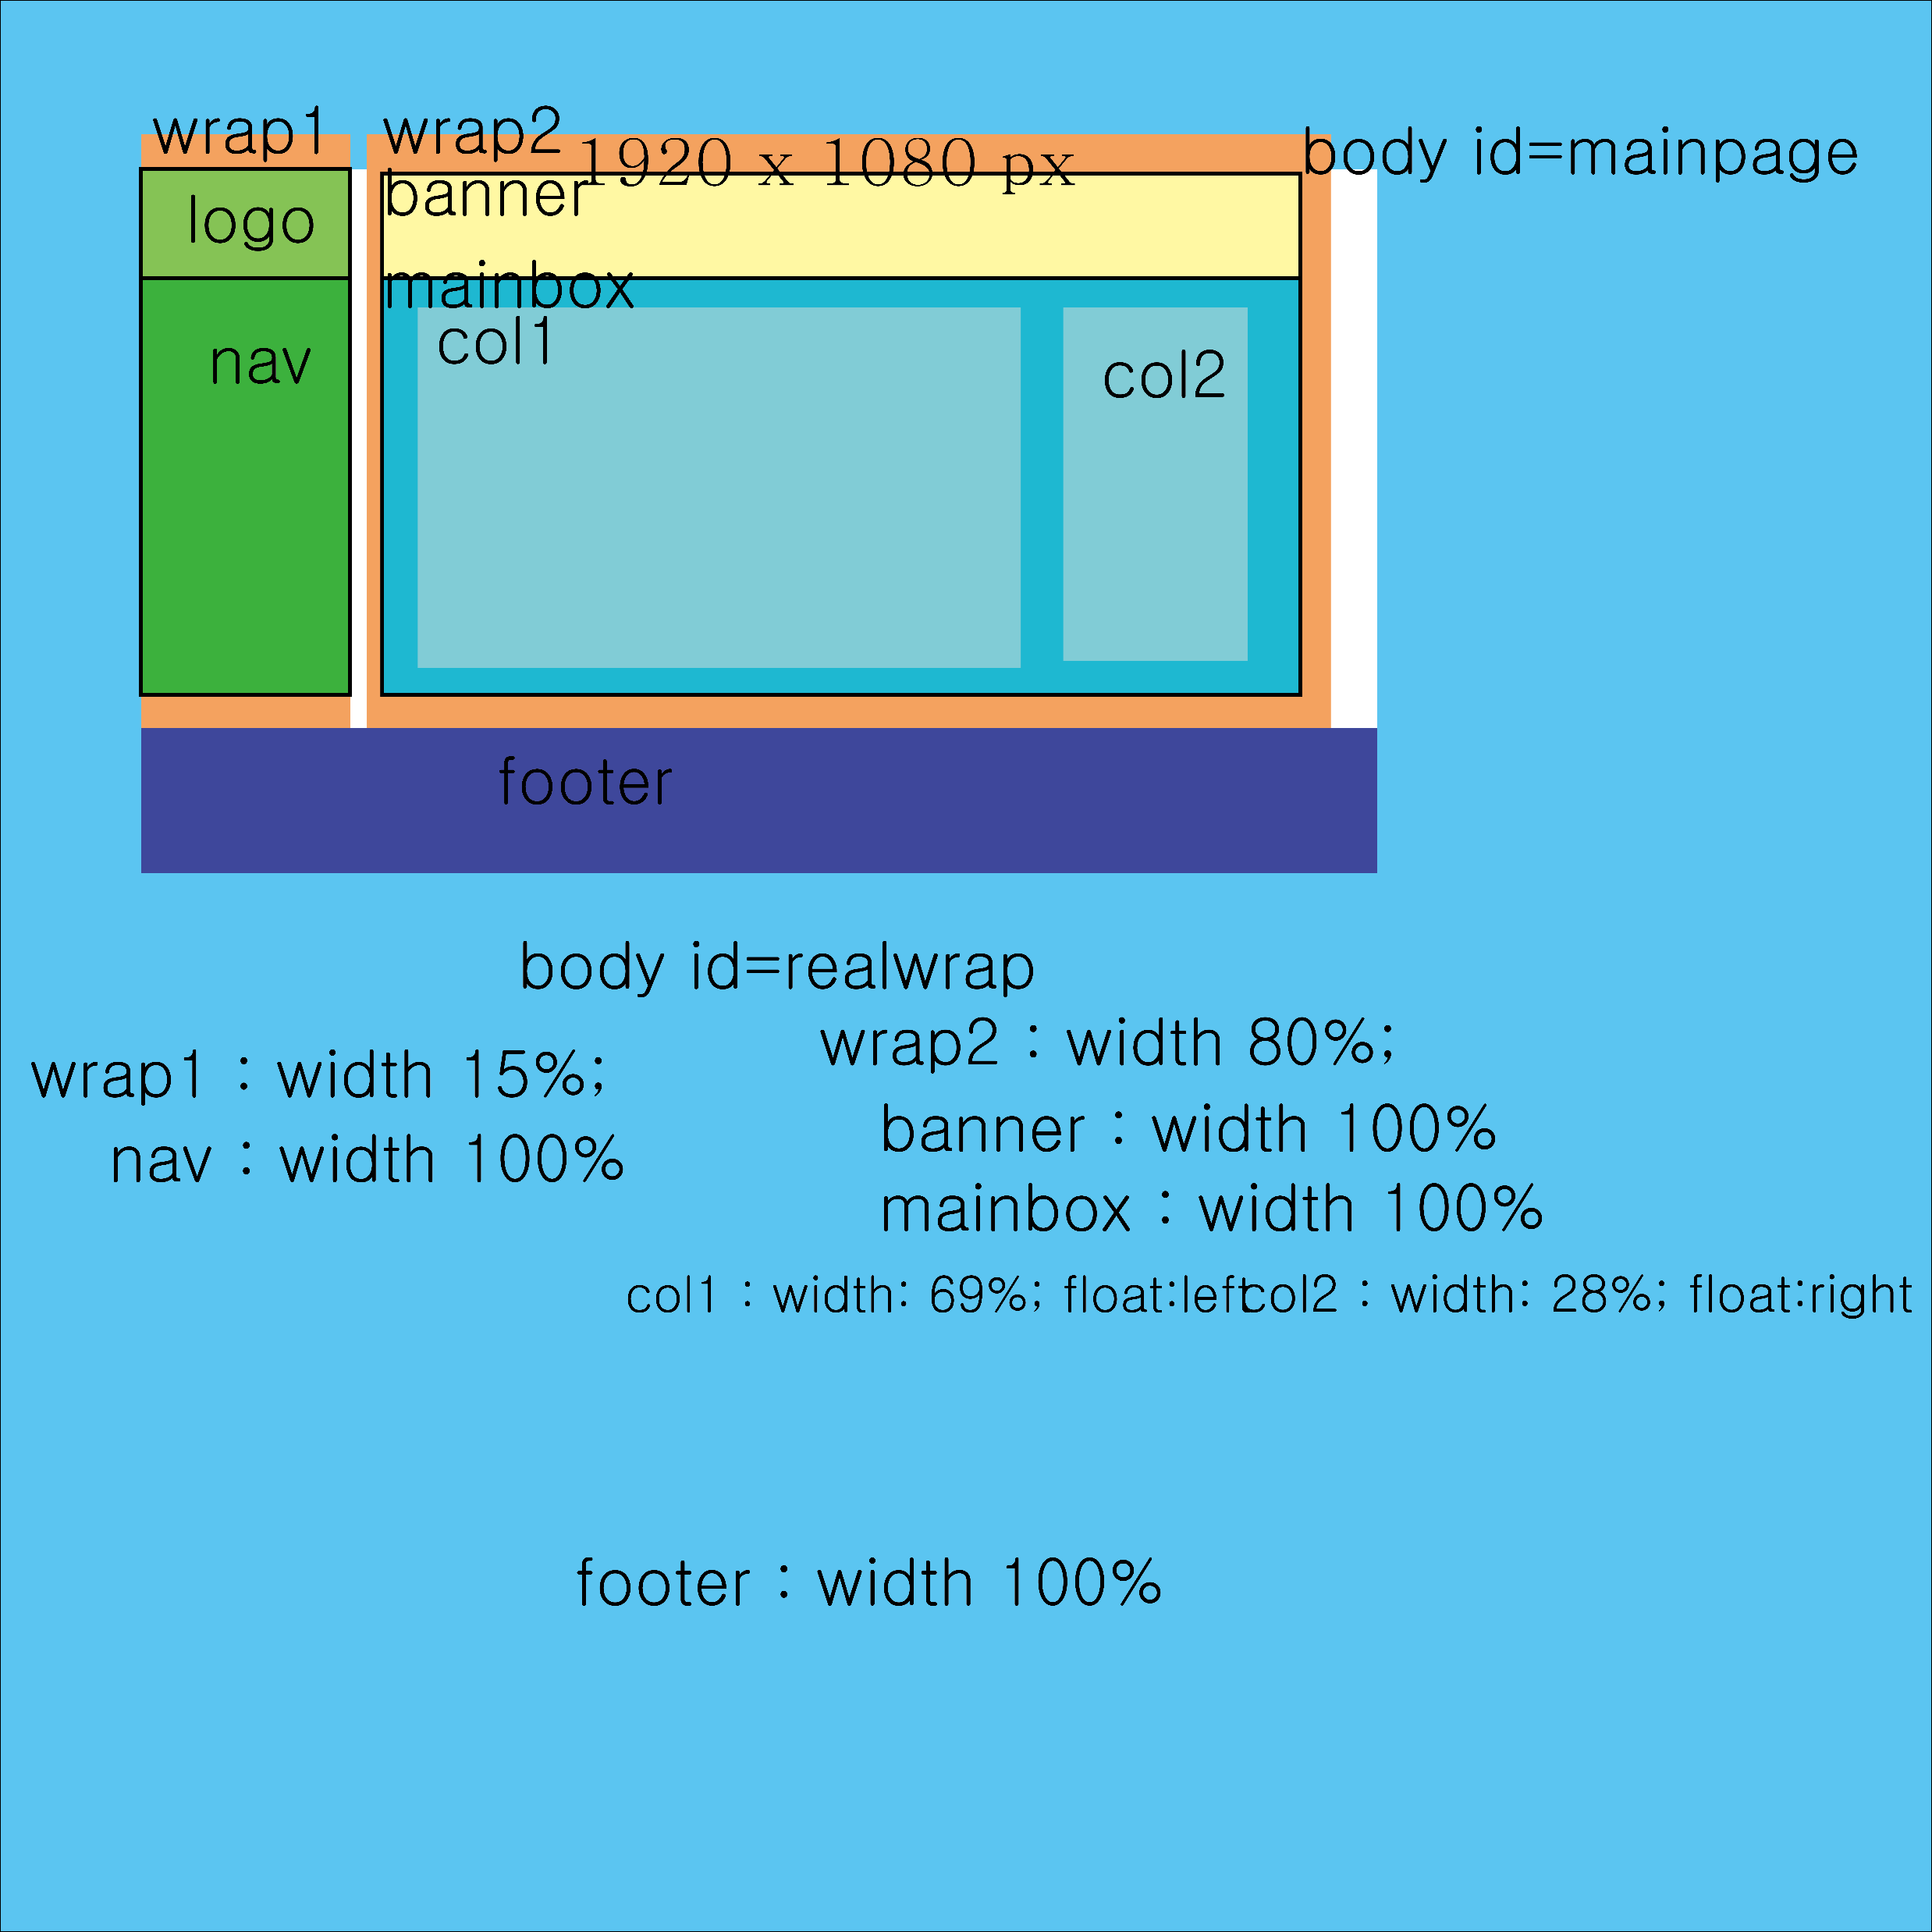 wrap1
wrap2
1920 x 1080 px
body id=mainpage
banner
logo
mainbox
col1
nav
col2
footer
body id=realwrap
wrap2 : width 80%;
wrap1 : width 15%;
banner : width 100%
nav : width 100%
mainbox : width 100%
col1 : width: 69%; float:left
col2 : width: 28%; float:right
footer : width 100%